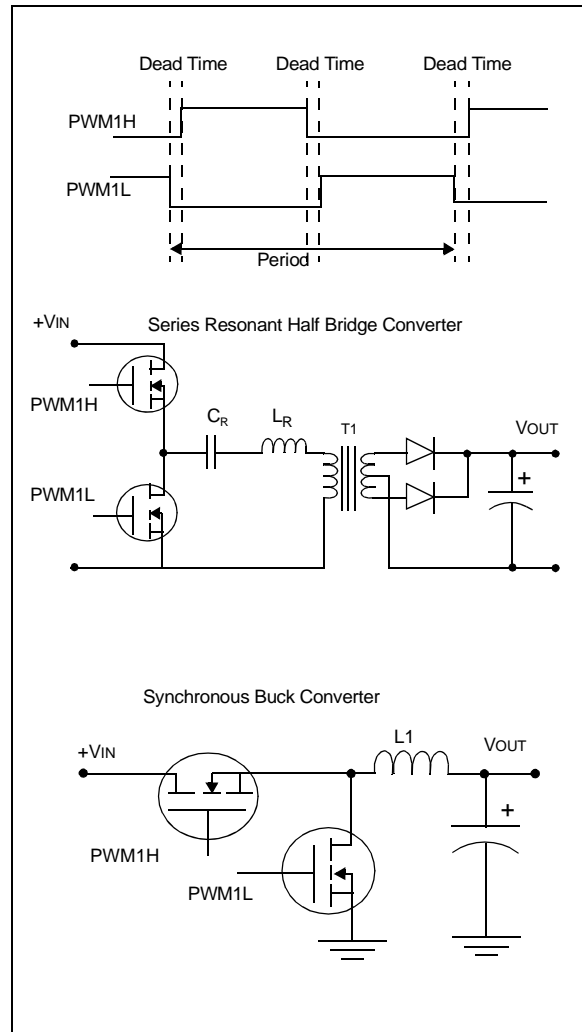 Dead Time Dead Time Dead Time
PWM1H
PWM1L
Period
Series Resonant Half Bridge Converter
+VIN
PWM1H
CR LR T1 VOUT
+
PWM1L
Synchronous Buck Converter
+VIN L1 VOUT
+
PWM1H
PWM1L